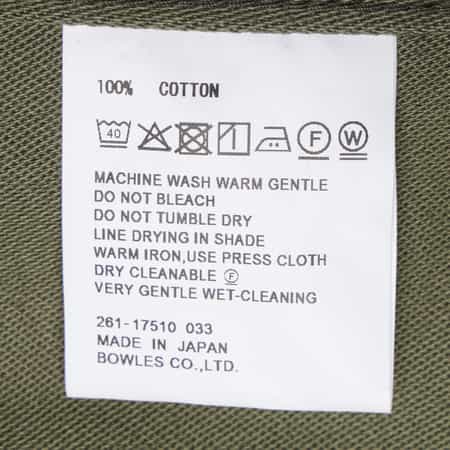 100% COTTON
40 F W
MACHINE WASH WARM GENTLE
DO NOT BLEACH
DO NOT TUMBLE DRY
LINE DRYING IN SHADE
WARM IRON,USE PRESS CLOTH
DRY CLEANABLE Ⓕ
VERY GENTLE WET-CLEANING
261-17510 033
MADE IN JAPAN
BOWLES CO.,LTD.